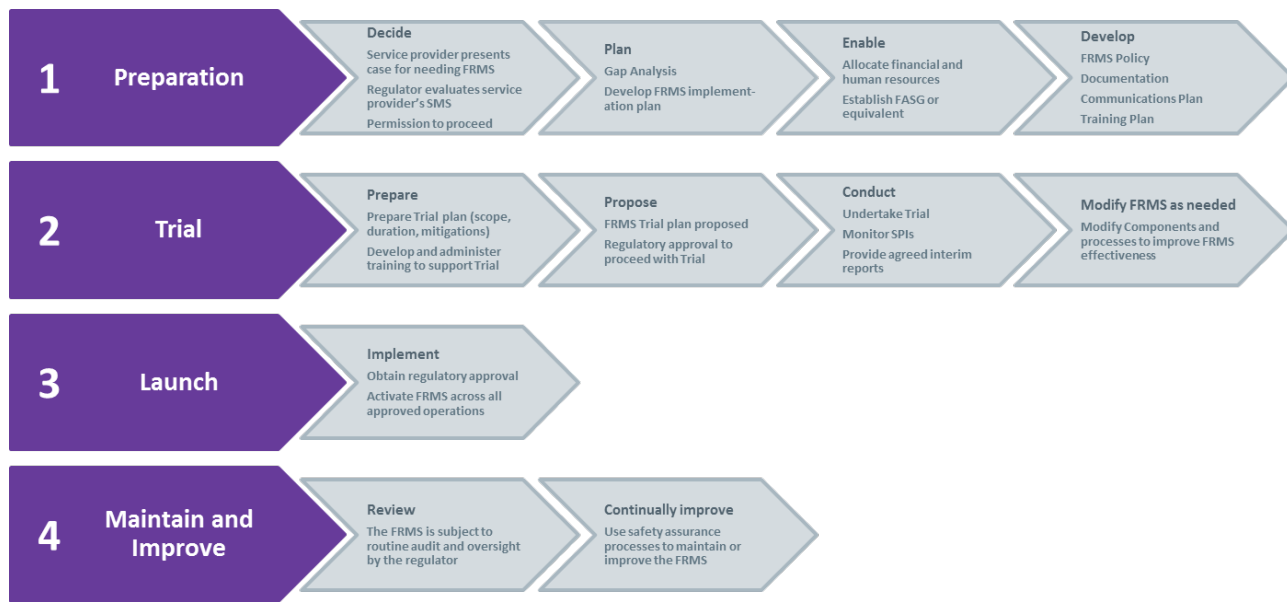 1
Preparation
Decide
Service provider presents
case for needing FRMS
Regulator evaluates service
provider's SMS
Permission to proceed
Plan
Gap Analysis
Develop FRMS implement-
ation plan
Enable
Allocate financial and
human resources
Establish FASG or
equivalent
Develop
FRMS Policy
Documentation
Communications Plan
Training Plan
2
Trial
Prepare
Prepare Trial plan (scope,
duration, mitigations)
Develop and administer
training to support Trial
Propose
FRMS Trial plan proposed
Regulatory approval to
proceed with Trial
Conduct
Undertake Trial
Monitor SPIs
Provide agreed interim
reports
Modify FRMS as needed
Modify Components and
processes to improve FRMS
effectiveness
3
Launch
Implement
Obtain regulatory approval
Activate FRMS across all
approved operations
4
Maintain and
Improve
Review
The FRMS is subject to
routine audit and oversight
by the regulator
Continually improve
Use safety assurance
processes to maintain or
improve the FRMS